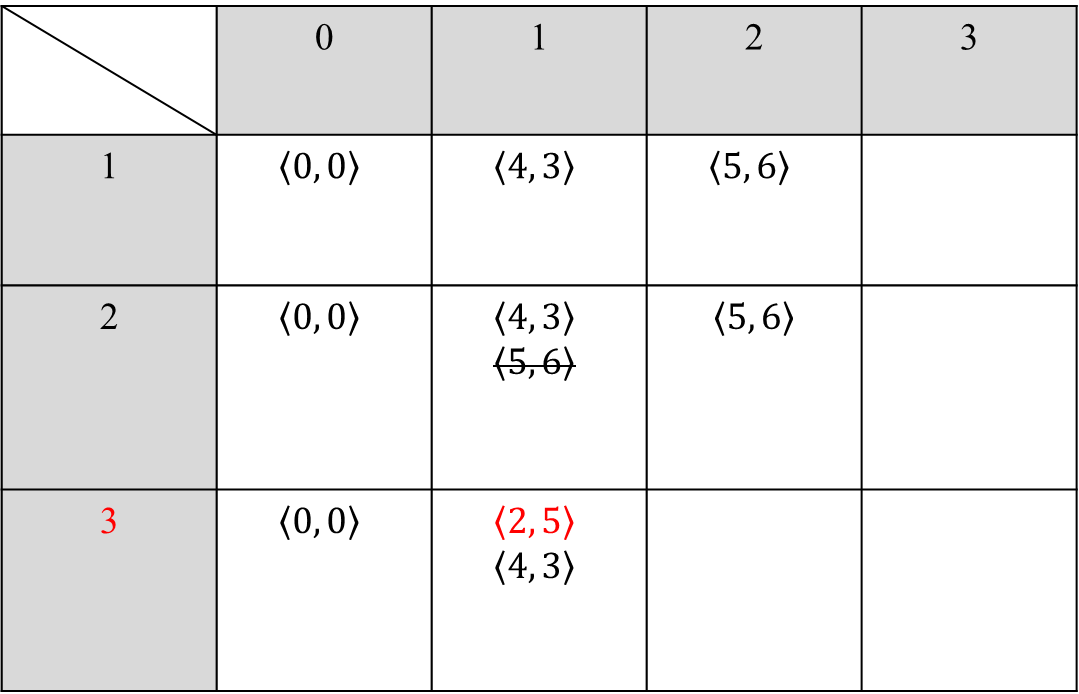 0 1 2 3
1 ⟨0, 0⟩ ⟨4, 3⟩ ⟨5, 6⟩
2 ⟨0, 0⟩ ⟨4, 3⟩ ⟨5, 6⟩
⟨5, 6⟩
3 ⟨0, 0⟩ ⟨2, 5⟩
⟨4, 3⟩